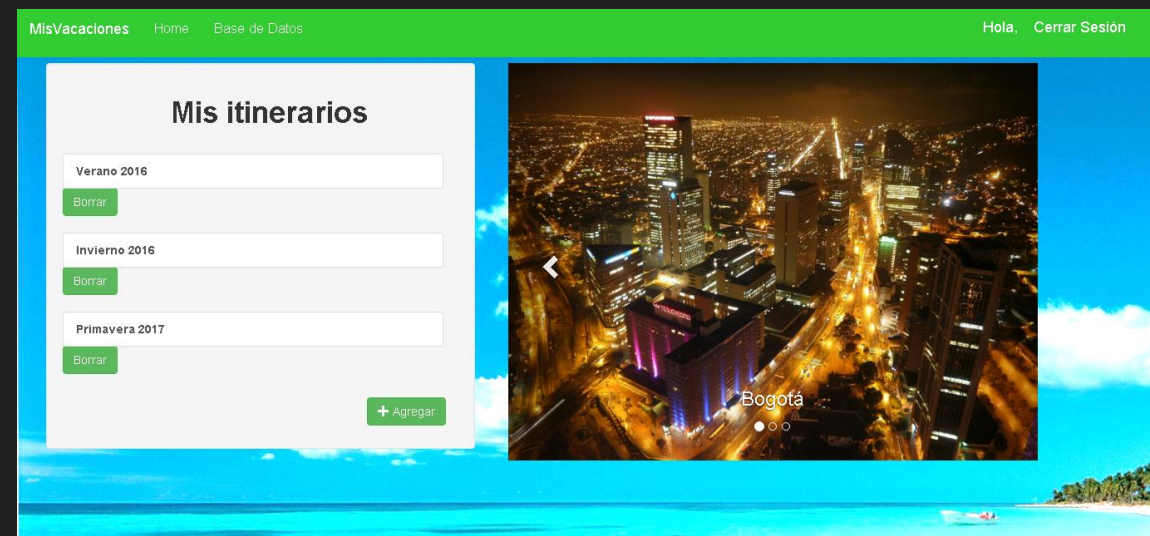 MisVacaciones Home Base de Datos Hola, Cerrar Sesión
Mis itinerarios
Verano 2016
Borrar
Invierno 2016
Borrar
Primavera 2017
Borrar
Agregar
Bogotá